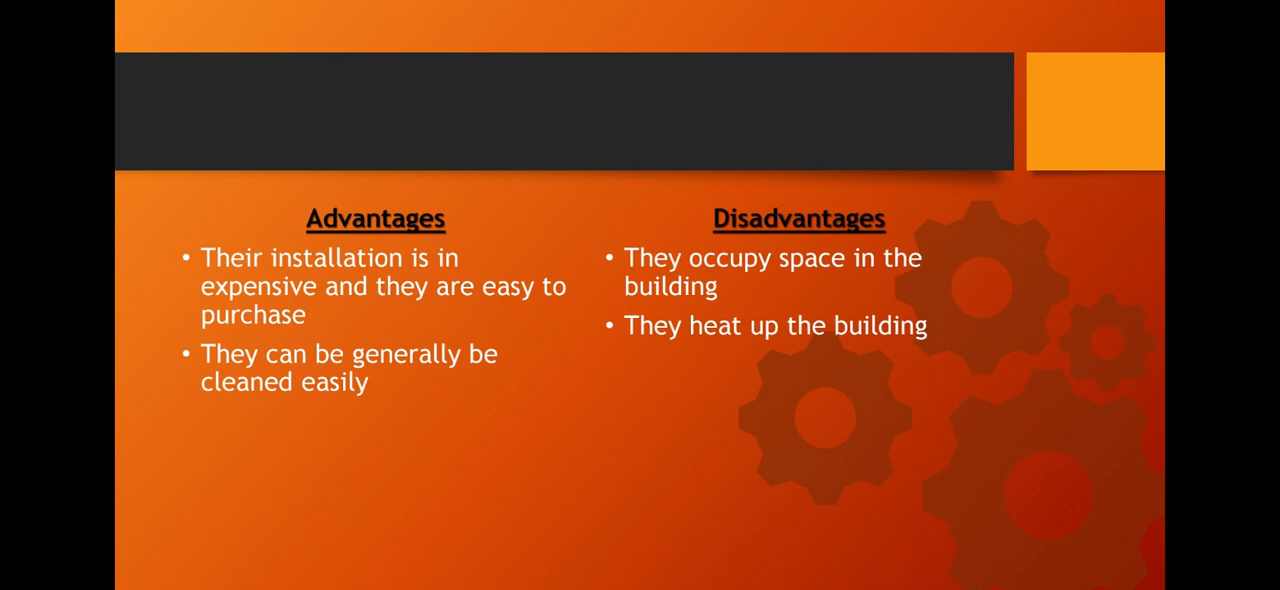 Advantages
• Their installation is in
expensive and they are easy to
purchase
• They can be generally be
cleaned easily
Disadvantages
• They occupy space in the
building
• They heat up the building